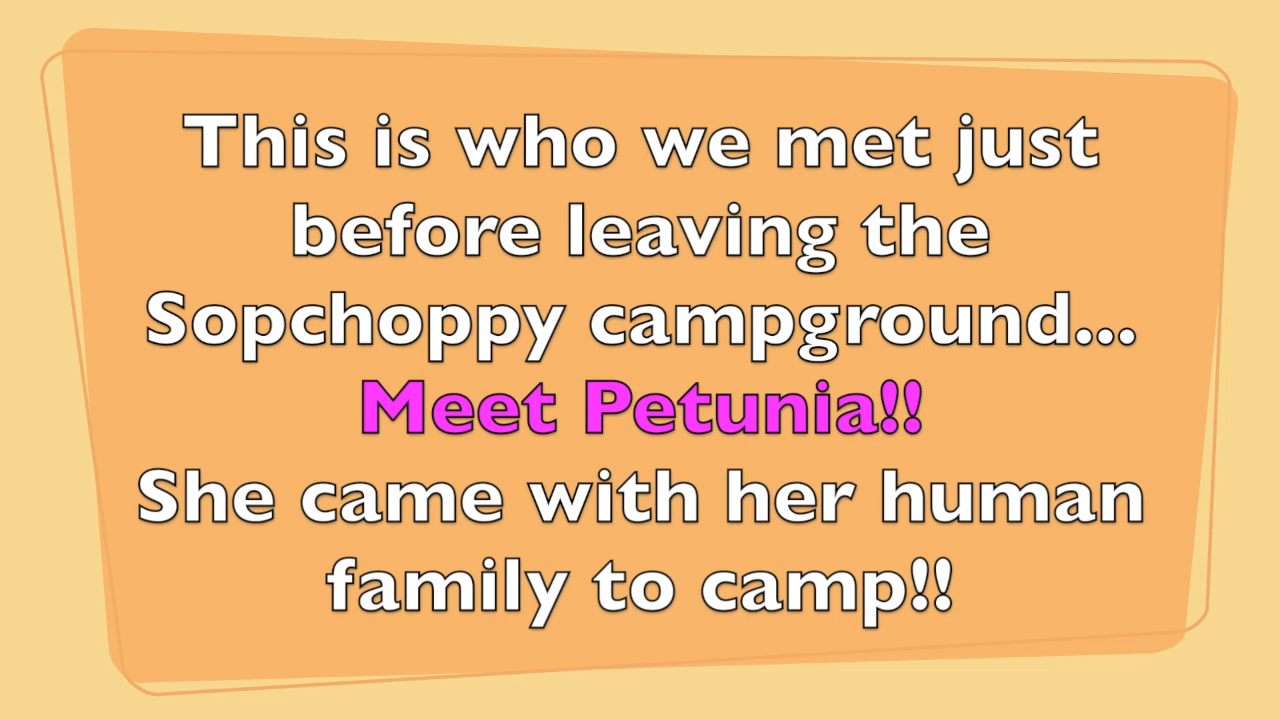 This is who we met just
before leaving the
Sopchoppy campground...
Meet Petunia!!
She came with her human
family to camp!!